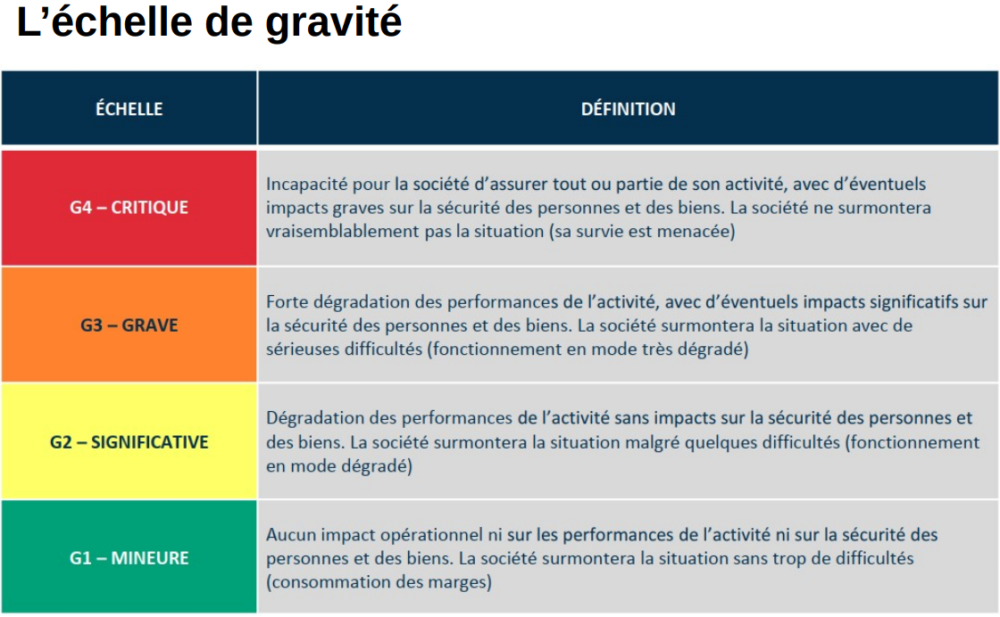 L’échelle de gravité
ÉCHELLE
DÉFINITION
G4 – CRITIQUE
Incapacité pour la société d’assurer tout ou partie de son activité, avec d’éventuels
impacts graves sur la sécurité des personnes et des biens. La société ne surmontera
vraisemblablement pas la situation (sa survie est menacée)
G3 – GRAVE
Forte dégradation des performances de l’activité, avec d’éventuels impacts significatifs sur
la sécurité des personnes et des biens. La société surmontera la situation avec de
sérieuses difficultés (fonctionnement en mode très dégradé)
G2 – SIGNIFICATIVE
Dégradation des performances de l’activité sans impacts sur la sécurité des personnes et
des biens. La société surmontera la situation malgré quelques difficultés (fonctionnement
en mode dégradé)
G1 – MINEURE
Aucun impact opérationnel ni sur les performances de l’activité ni sur la sécurité des
personnes et des biens. La société surmontera la situation sans trop de difficultés
(consommation des marges)